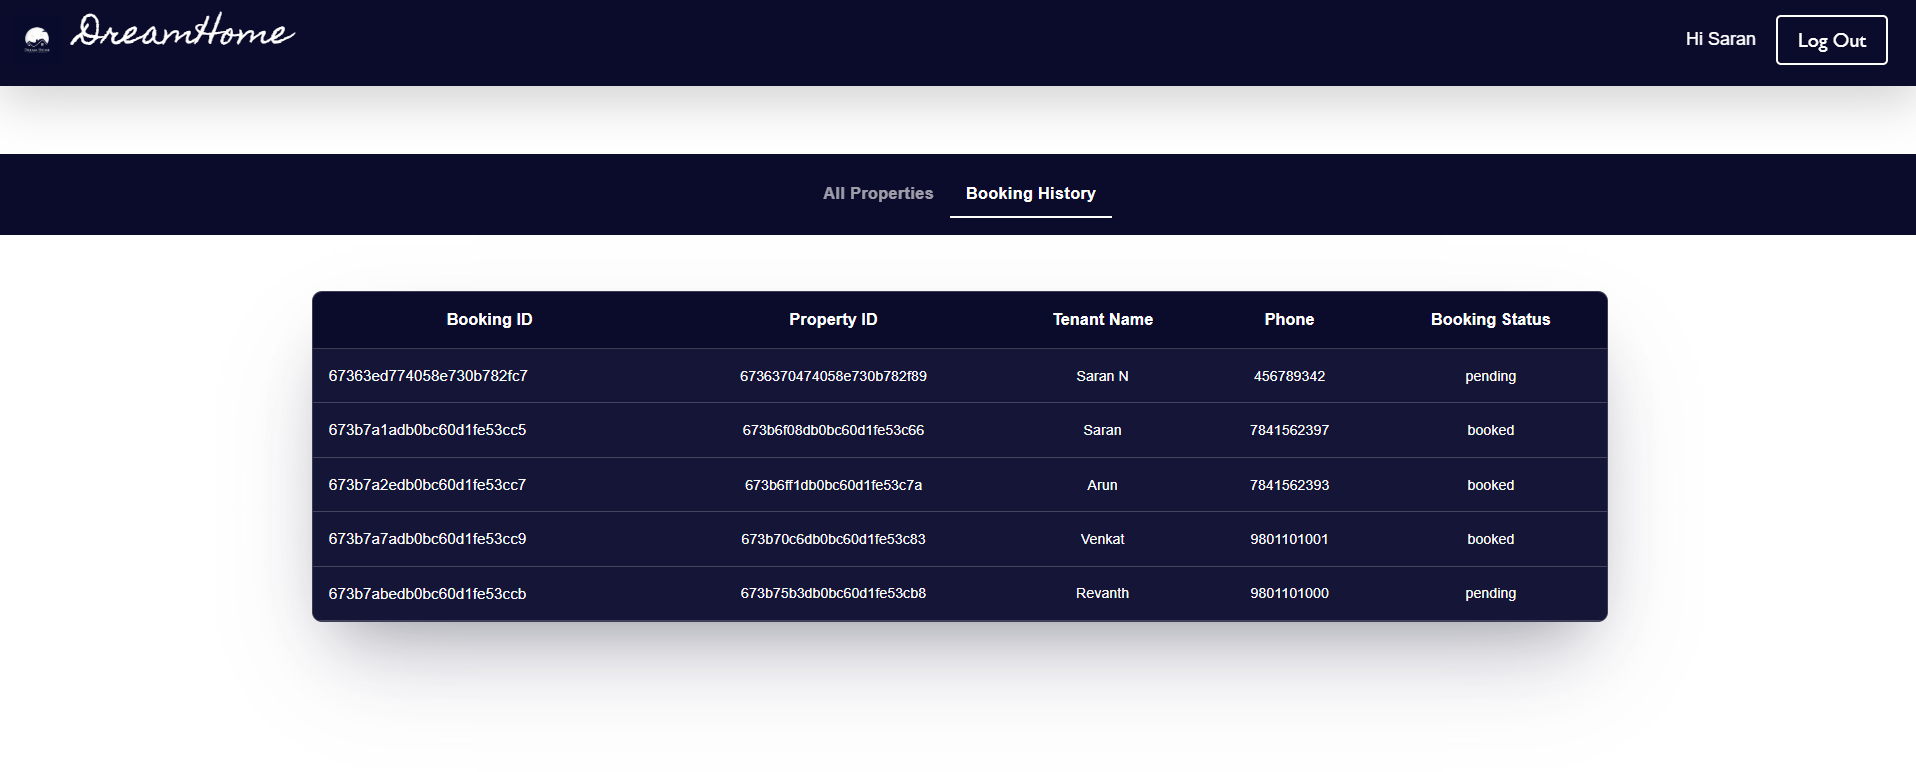 DreamHome
Hi Saran
Log Out
All Properties
Booking History
Booking ID Property ID Tenant Name Phone Booking Status
67363ed774058e730b782fc7 6736370474058e730b782f89 Saran N 456789342 pending
673b7a1adb0bc60d1fe53cc5 673b6f08db0bc60d1fe53c66 Saran 7841562397 booked
673b7a2edb0bc60d1fe53cc7 673b6ff1db0bc60d1fe53c7a Arun 7841562393 booked
673b7a7adb0bc60d1fe53cc9 673b70c6db0bc60d1fe53c83 Venkat 9801101001 booked
673b7abedb0bc60d1fe53ccb 673b75b3db0bc60d1fe53cb8 Revanth 9801101000 pending